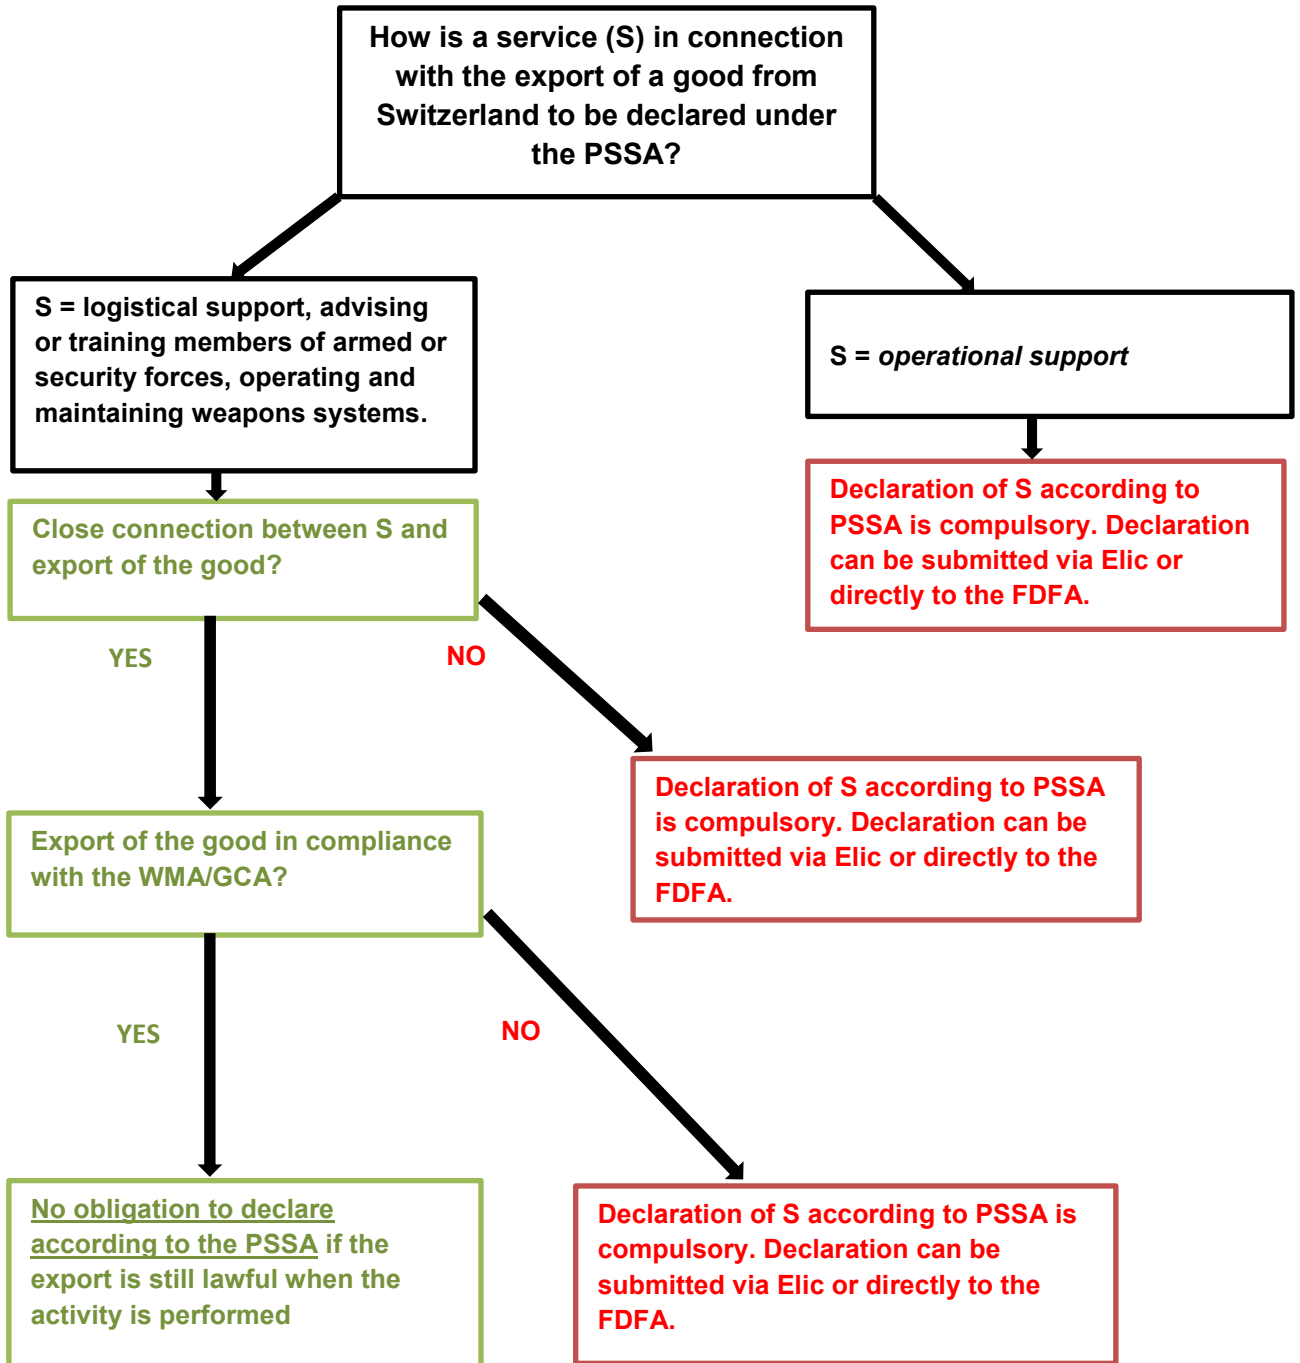 How is a service (S) in connection
with the export of a good from
Switzerland to be declared under
the PSSA?
S = logistical support, advising
or training members of armed or
security forces, operating and
maintaining weapons systems.
S = operational support
Declaration of S according to
PSSA is compulsory. Declaration
can be submitted via Elic or
directly to the FDFA.
Close connection between S and
export of the good?
YES
NO
Declaration of S according to PSSA
is compulsory. Declaration can be
submitted via Elic or directly to the
FDFA.
Export of the good in compliance
with the WMA/GCA?
YES
NO
No obligation to declare
according to the PSSA if the
export is still lawful when the
activity is performed
Declaration of S according to PSSA is
compulsory. Declaration can be
submitted via Elic or directly to the
FDFA.